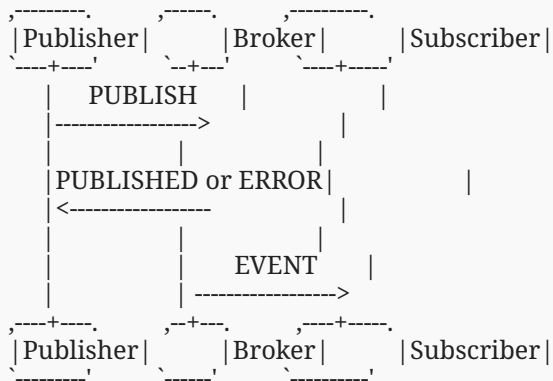 ,---------.          ,------.          ,----------.
|Publisher|          |Broker|          |Subscriber|
`----+----'          `--+---'          `----+-----'
     |     PUBLISH      |                   |
     |------------------>                   |
     |                  |                   |
     |PUBLISHED or ERROR|                   |
     |<------------------                   |
     |                  |                   |
     |                  |       EVENT       |
     |                  | ------------------>
,----+----.          ,--+---.          ,----+-----.
|Publisher|          |Broker|          |Subscriber|
`---------'          `------'          `----------'